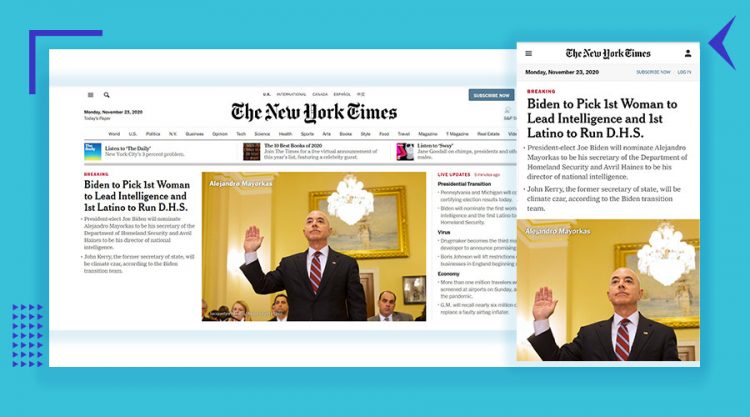 U.S. INTERNATIONAL CANADA ESPAÑOL 中文
SUBSCRIBE NOW
Monday, November 23, 2020
Today's Paper
The New York Times
S&P 5
World U.S. Politics N.Y. Business Opinion Tech Science Health Sports Arts Books Style Food Travel Magazine T Magazine Real Estate Video
The Daily
Listen to 'The Daily'
New York City's 3 percent problem.
The 10 Best Books of 2020
Join The Times for a live virtual announcement of
this year's list, featuring a celebrity guest.
Listen to 'Sway'
Jane Goodall on chimps, presidents and other
BREAKING
Biden to Pick 1st Woman
to Lead Intelligence and
1st Latino to Run D.H.S.
• President-elect Joe Biden will nominate
Alejandro Mayorkas to be his secretary of the
Department of Homeland Security and Avril
Haines to be his director of national
intelligence.
• John Kerry, the former secretary of state, will
be climate czar, according to the Biden
transition team.
Alejandro Mayorkas
LIVE UPDATES
Presidential Transition
• Pennsylvania and Michigan will c
certifying election results today.
• Biden will nominate the first wom
intelligence and the first Latino to
Homeland Security.
Virus
• Drugmaker becomes the third ma
developer to announce promising
• Boris Johnson will lift restrictions
businesses in England beginning
Economy
• More than one million travelers w
screened at airports on Sunday, a
the pandemic.
• G.M. will recall nearly six million c
replace a faulty airbag inflater.
The New York Times
Monday, November 23, 2020 SUBSCRIBE NOW LOG IN
BREAKING
Biden to Pick 1st Woman to
Lead Intelligence and 1st
Latino to Run D.H.S.
• President-elect Joe Biden will nominate Alejandro
Mayorkas to be his secretary of the Department of
Homeland Security and Avril Haines to be his
director of national intelligence.
• John Kerry, the former secretary of state, will be
climate czar, according to the Biden transition
team.
Alejandro Mayorkas